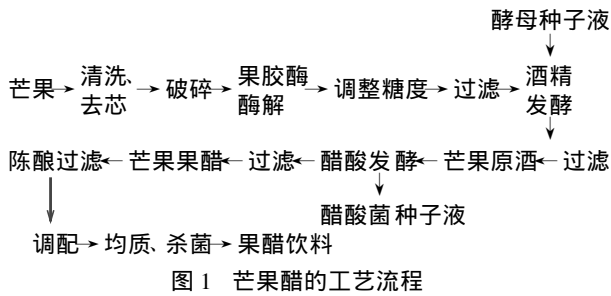 酵母种子液
芒果→清洗、去芯→破碎→果胶酶酶解→调整糖度→过滤→酒精发酵
陈酿过滤←芒果果醋←过滤←醋酸发酵←芒果原酒←过滤
醋酸菌种子液
调配→均质、杀菌→果醋饮料
图 1 芒果醋的工艺流程